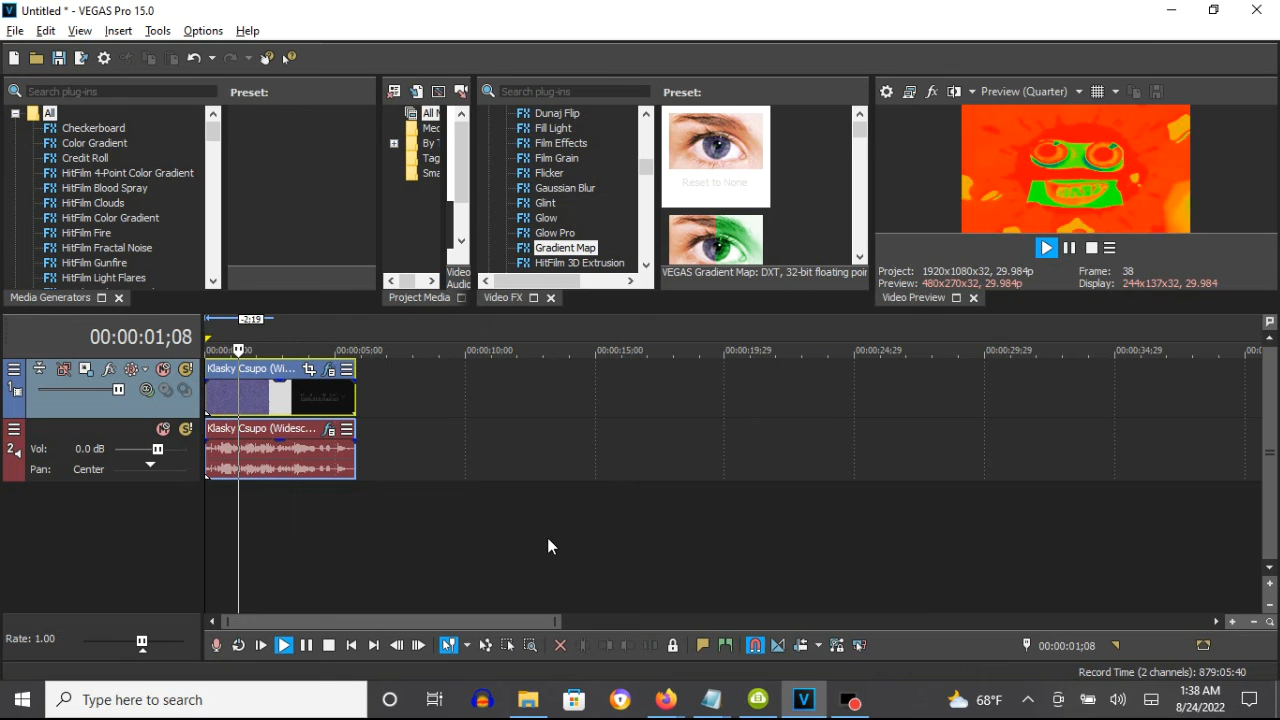 Untitled * - VEGAS Pro 15.0
File Edit View Insert Tools Options Help
Search plug-ins
Preset:
All
Checkerboard
Color Gradient
Credit Roll
HitFilm 4-Point Color Gradient
HitFilm Blood Spray
HitFilm Clouds
HitFilm Color Gradient
HitFilm Fire
HitFilm Fractal Noise
HitFilm Gunfire
HitFilm Light Flares
Media Generators
Project Media
Video
Audio
Search plug-ins
Preset:
Dunaj Flip
Fill Light
Film Effects
Film Grain
Flicker
Gaussian Blur
Glint
Glow
Glow Pro
Gradient Map
HitFilm 3D Extrusion
Reset to None
VEGAS Gradient Map: DXT, 32-bit floating poin
Video FX
Preview (Quarter)
Project: 1920x1080x32, 29.984p
Preview: 480x270x32, 29.984p
Frame: 38
Display: 244x137x32, 29.984
Video Preview
00:00:01;08
-2:19
00:00:05;00 00:00:10;00 00:00:15;00 00:00:19;29 00:00:24;29 00:00:29;29 00:00:34;29
1
Klasky Csupo (Wi...
2
Klasky Csupo (Widesc...
Vol: 0.0 dB
Pan: Center
Rate: 1.00
00:00:01;08
Record Time (2 channels): 879:05:40
Type here to search
68°F
1:38 AM
8/24/2022